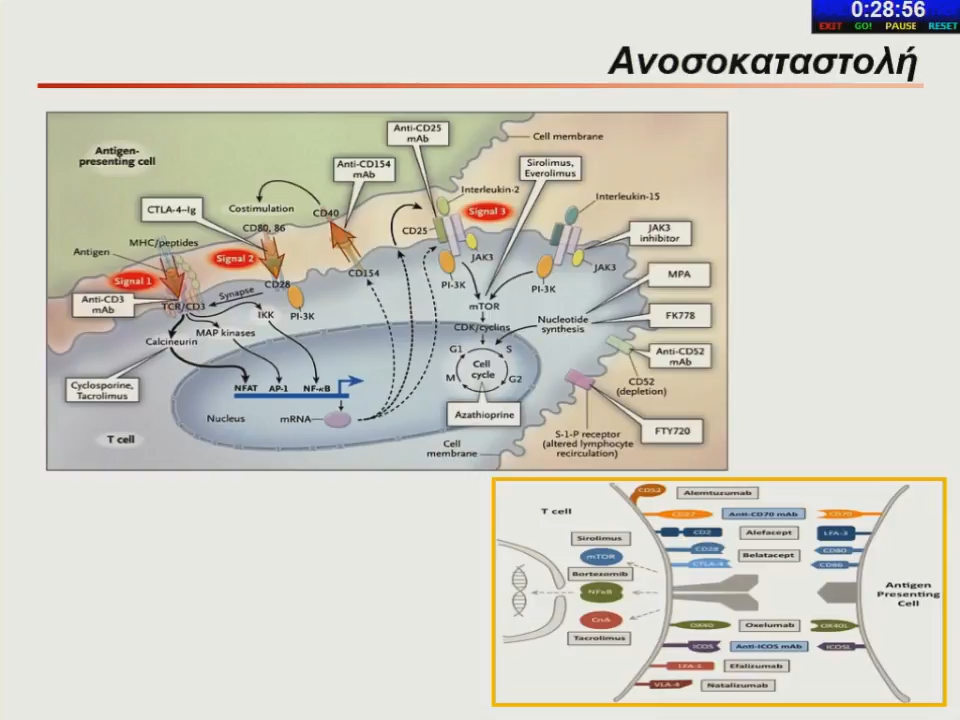 0:28:56
EXIT GO! PAUSE RESET
Ανοσοκαταστολή
Antigen-
presenting cell
Anti-CD25
mAb
Cell membrane
Anti-CD154
mAb
Sirolimus,
Everolimus
Interleukin-2
Interleukin-15
CTLA-4–Ig
Costimulation
CD40
Signal 3
CD80, 86
CD25
JAK3
inhibitor
MHC/peptides
Antigen
Signal 2
JAK3
JAK3
Signal 1
CD28
CD154
MPA
PI-3K
PI-3K
Anti-CD3
mAb
TCR/CD3
Synapse
IKK
PI-3K
mTOR
FK778
Nucleotide
synthesis
MAP kinases
CDK/cyclins
Calcineurin
G1
S
Anti-CD52
mAb
Cell
cycle
M
G2
CD52
(depletion)
Cyclosporine,
Tacrolimus
NFAT
AP-1
NF-κB
Azathioprine
Nucleus
mRNA
FTY720
T cell
Cell
membrane
S-1-P receptor
(altered lymphocyte
recirculation)
CD52
Alemtuzumab
T cell
CD27
Anti-CD70 mAb
CD70
CD2
Alefacept
LFA-3
Sirolimus
CD28
CD80
Belatacept
mTOR
CTLA-4
CD86
Bortezomib
NFκB
Antigen
Presenting
Cell
CnA
OX40
Oxelumab
OX40L
Tacrolimus
ICOS
Anti-ICOS mAb
ICOSL
LFA-1
Efalizumab
VLA-4
Natalizumab